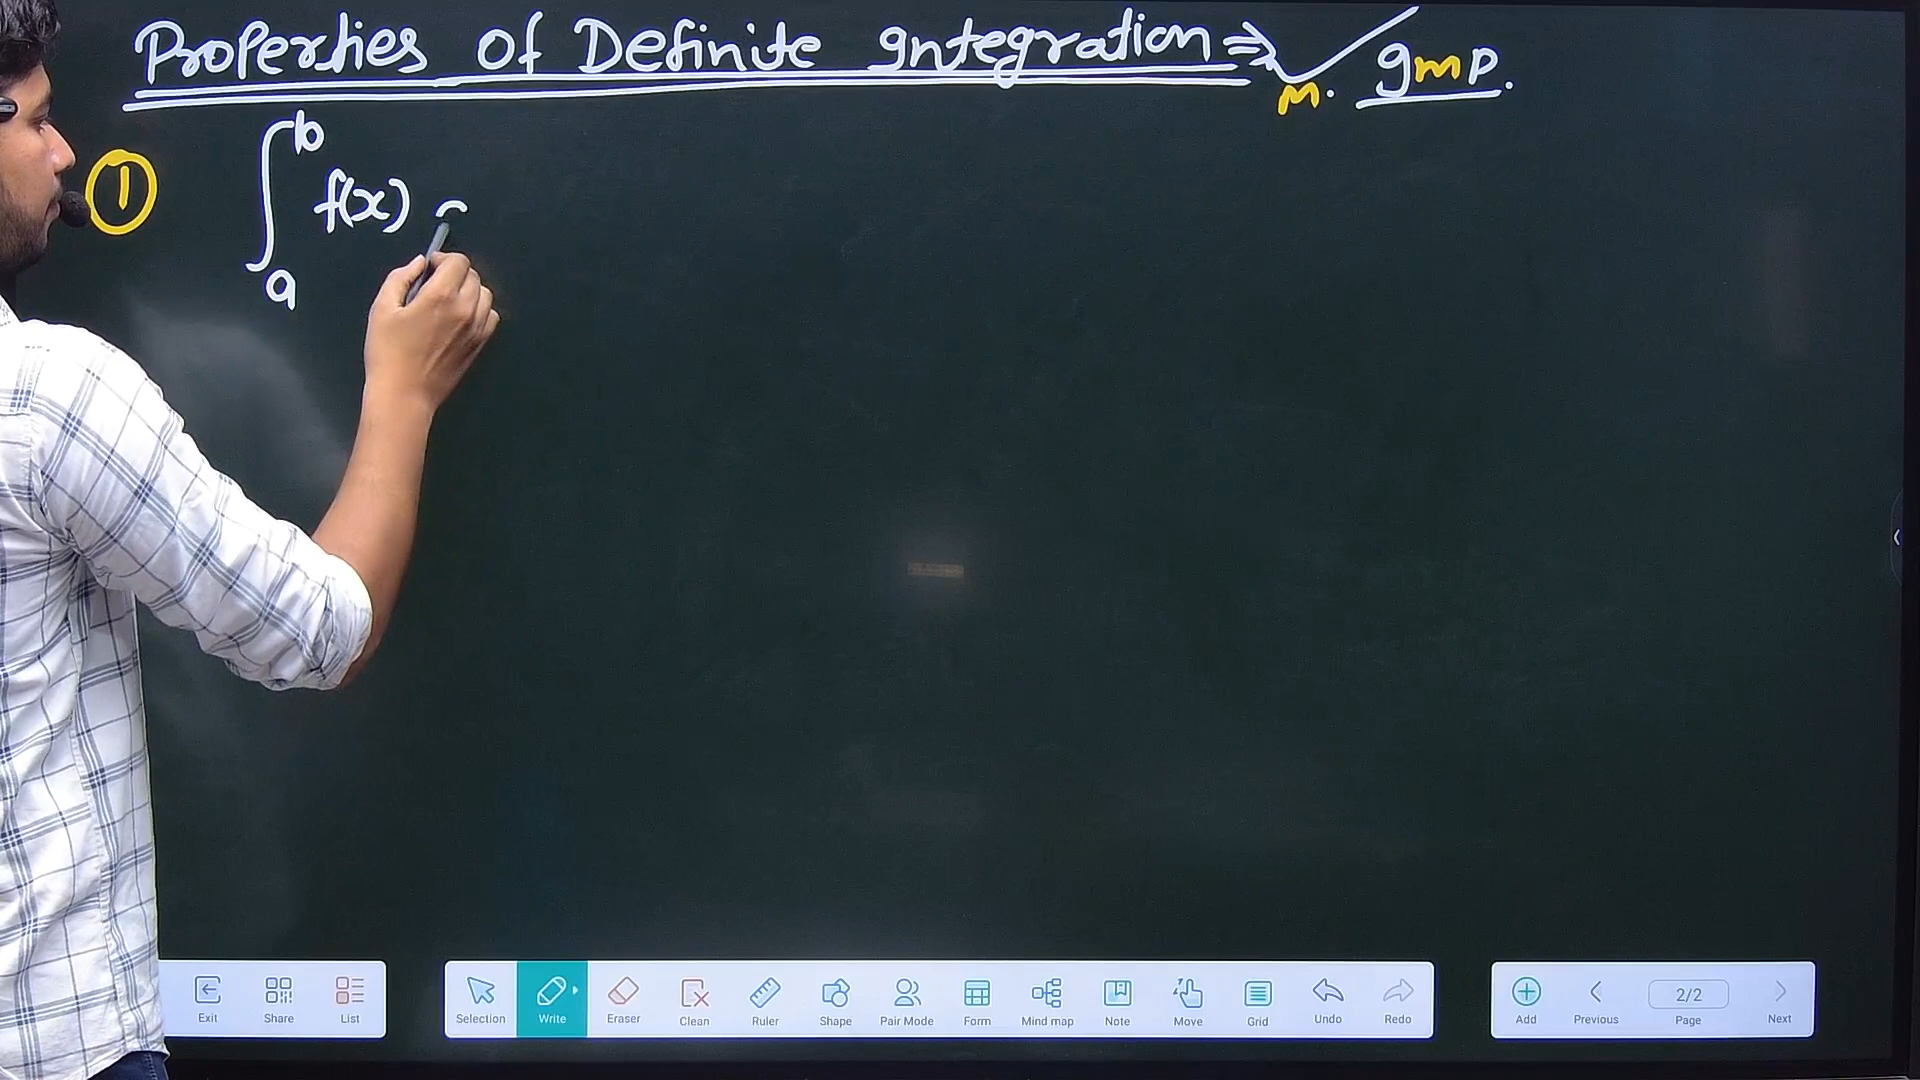 Properties of Definite Integration ⇒ Imp.
M.
① ∫_a^b f(x)
Exit Share List Selection Write Eraser Clean Ruler Shape Pair Mode Form Mind map Note Move Grid Undo Redo Add Previous 2/2 Page Next